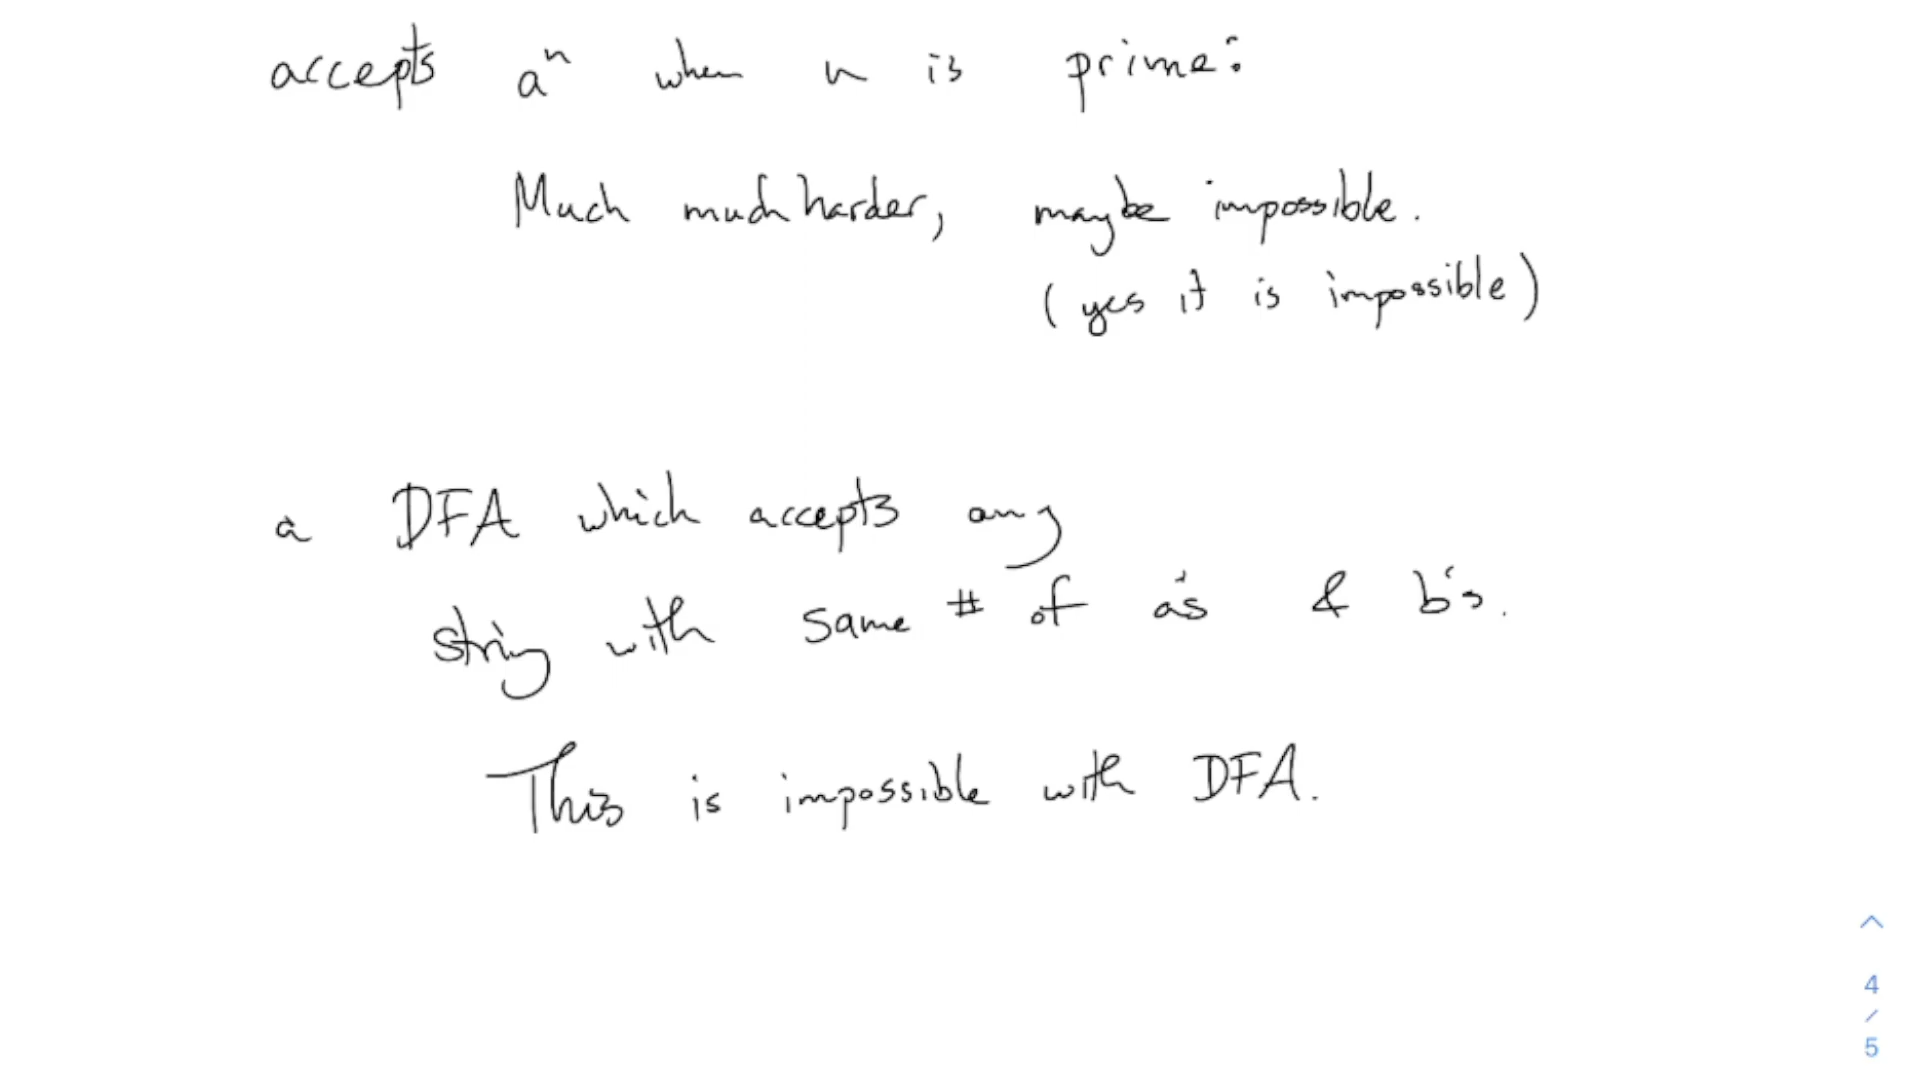 accepts aⁿ when n is prime:
Much much harder, maybe impossible.
(yes it is impossible)
a DFA which accepts any
string with same # of a's & b's.
This is impossible with DFA.
4
/
5